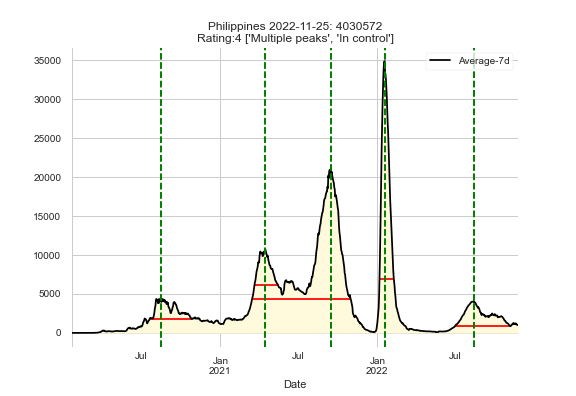 Philippines 2022-11-25: 4030572
Rating:4 ['Multiple peaks', 'In control']
Average-7d
35000
30000
25000
20000
15000
10000
5000
0
Jul
Jan
2021
Jul
Jan
2022
Jul
Date